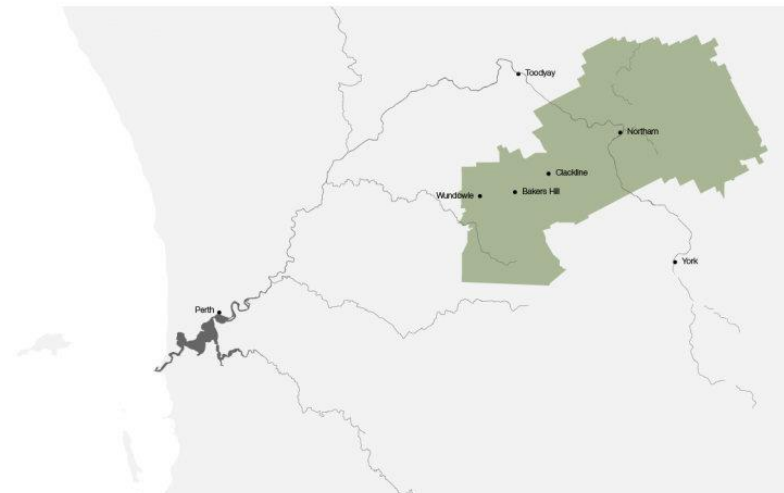 Toodyay
Northam
Clackline
Wundowie
Bakers Hill
York
Perth